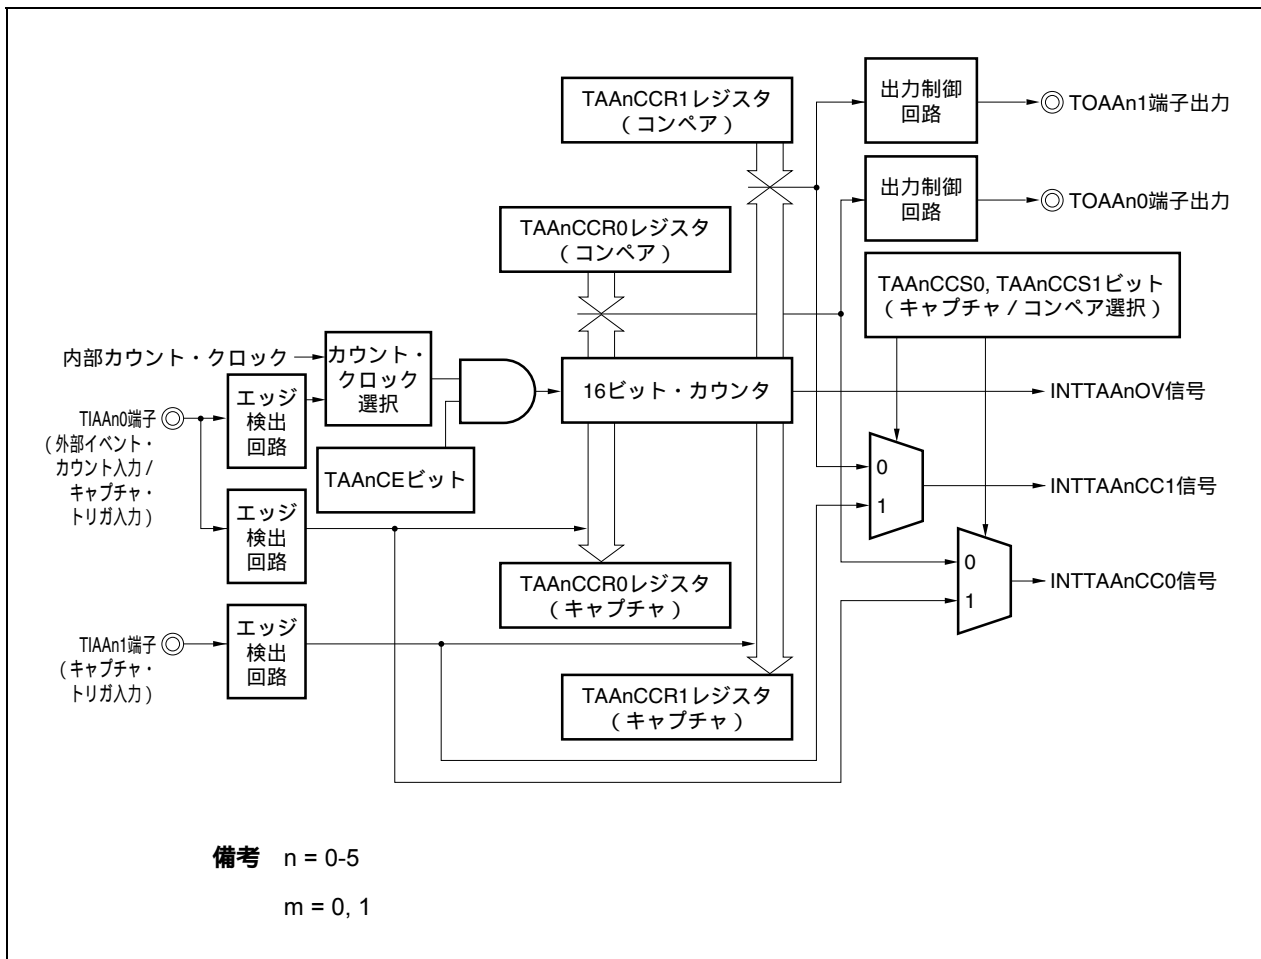 TAAnCCR1レジスタ
(コンペア)
出力制御
回路
TOAAn1端子出力
出力制御
回路
TOAAn0端子出力
TAAnCCR0レジスタ
(コンペア)
TAAnCCS0, TAAnCCS1ビット
(キャプチャ/コンペア選択)
内部カウント・クロック
カウント・
クロック
選択
16ビット・カウンタ
INTTAAnOV信号
TIAAn0端子
(外部イベント・
カウント入力/
キャプチャ・
トリガ入力)
エッジ
検出
回路
TAAnCEビット
0
1
INTTAAnCC1信号
エッジ
検出
回路
TAAnCCR0レジスタ
(キャプチャ)
0
1
INTTAAnCC0信号
TIAAn1端子
(キャプチャ・
トリガ入力)
エッジ
検出
回路
TAAnCCR1レジスタ
(キャプチャ)
備考 n = 0-5
m = 0, 1